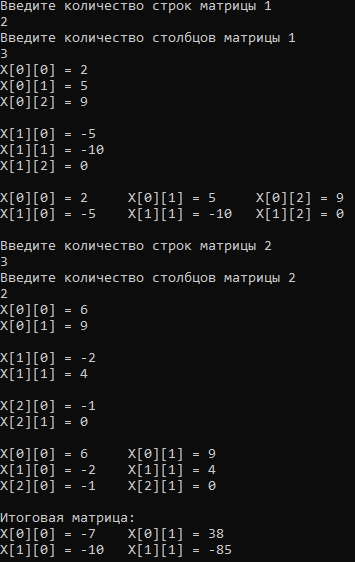 Введите количество строк матрицы 1
2
Введите количество столбцов матрицы 1
3
X[0][0] = 2
X[0][1] = 5
X[0][2] = 9
X[1][0] = -5
X[1][1] = -10
X[1][2] = 0
X[0][0] = 2     X[0][1] = 5     X[0][2] = 9
X[1][0] = -5    X[1][1] = -10   X[1][2] = 0
Введите количество строк матрицы 2
3
Введите количество столбцов матрицы 2
2
X[0][0] = 6
X[0][1] = 9
X[1][0] = -2
X[1][1] = 4
X[2][0] = -1
X[2][1] = 0
X[0][0] = 6     X[0][1] = 9
X[1][0] = -2    X[1][1] = 4
X[2][0] = -1    X[2][1] = 0
Итоговая матрица:
X[0][0] = -7    X[0][1] = 38
X[1][0] = -10   X[1][1] = -85